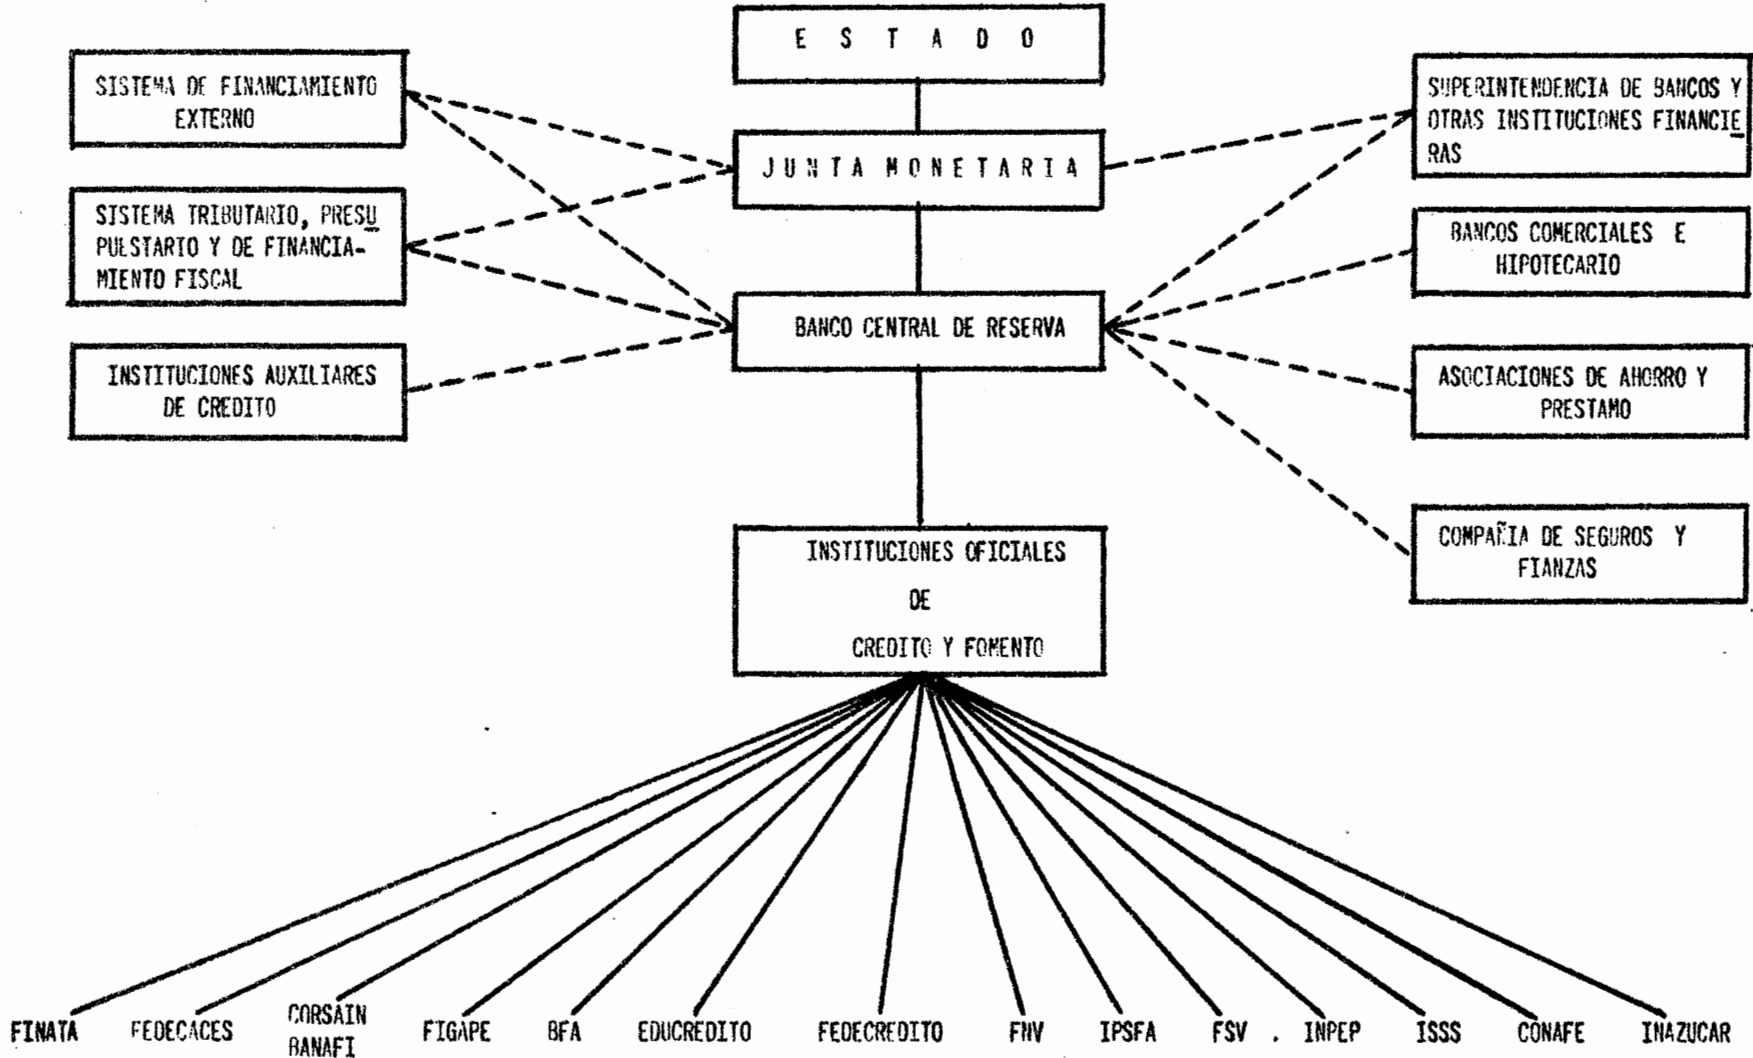 E S T A D O
SISTEMA DE FINANCIAMIENTO
EXTERNO
SUPERINTENDENCIA DE BANCOS Y
OTRAS INSTITUCIONES FINANCIE
RAS
JUNTA MONETARIA
SISTEMA TRIBUTARIO, PRESU
PULSTARIO Y DE FINANCIA-
MIENTO FISCAL
BANCOS COMERCIALES E
HIPOTECARIO
BANCO CENTRAL DE RESERVA
INSTITUCIONES AUXILIARES
DE CREDITO
ASOCIACIONES DE AHORRO Y
PRESTAMO
COMPAÑIA DE SEGUROS Y
FIANZAS
INSTITUCIONES OFICIALES
DE
CREDITO Y FOMENTO
FINATA
FEDECACES
CORSAIN
BANAFI
FIGAPE
BFA
EDUCREDITO
FEDECREDITO
FNV
IPSFA
FSV
INPEP
ISSS
CONAFE
INAZUCAR